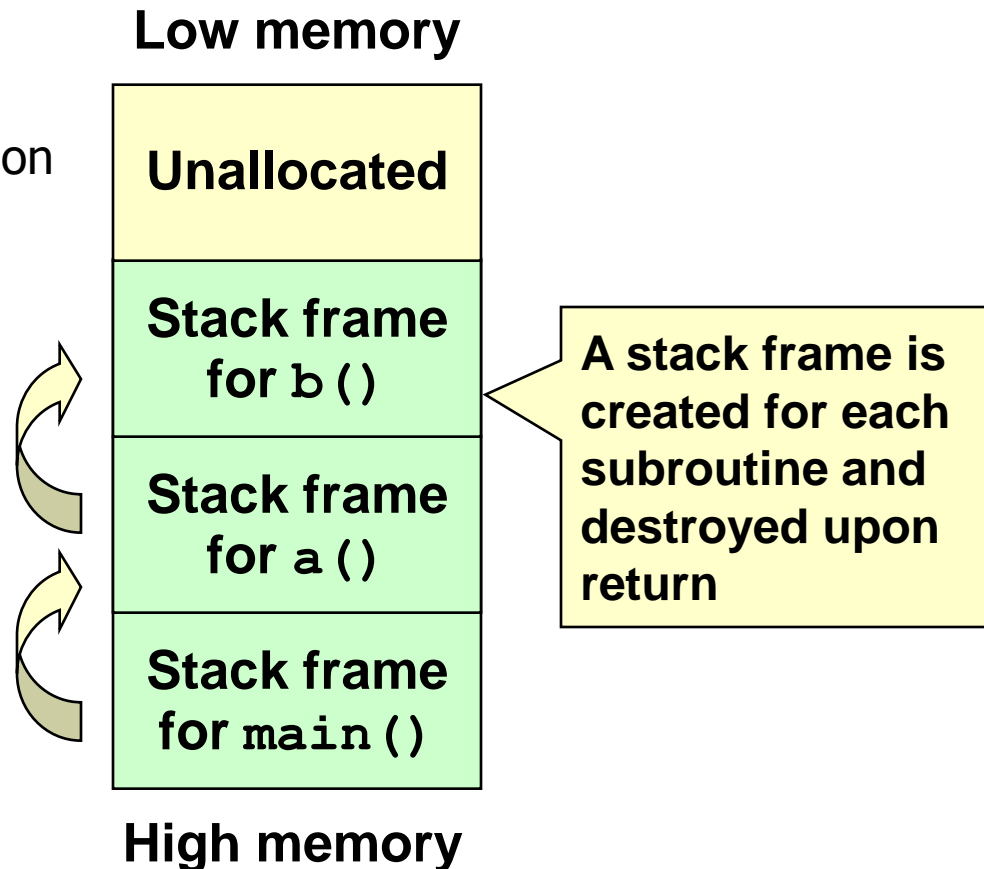 Low memory
on
Unallocated
Stack frame
for b()
Stack frame
for a()
Stack frame
for main()
High memory
A stack frame is
created for each
subroutine and
destroyed upon
return